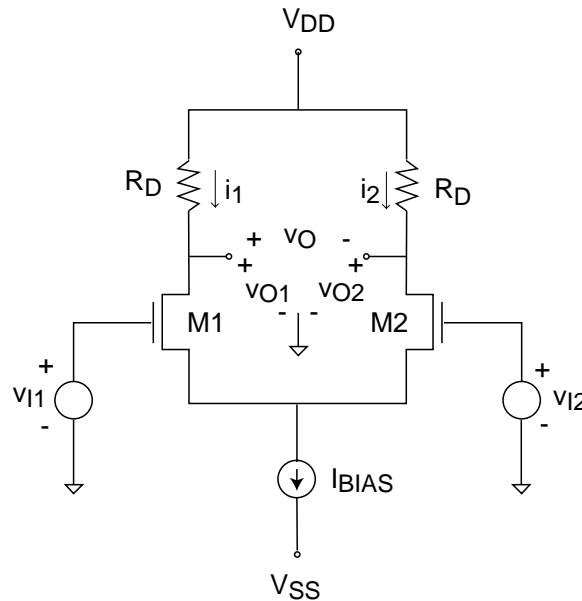 VDD
RD i1 i2 RD
+ vO -
+ +
vO1 vO2
- -
M1 M2
+ +
vI1 vI2
- -
IBIAS
VSS